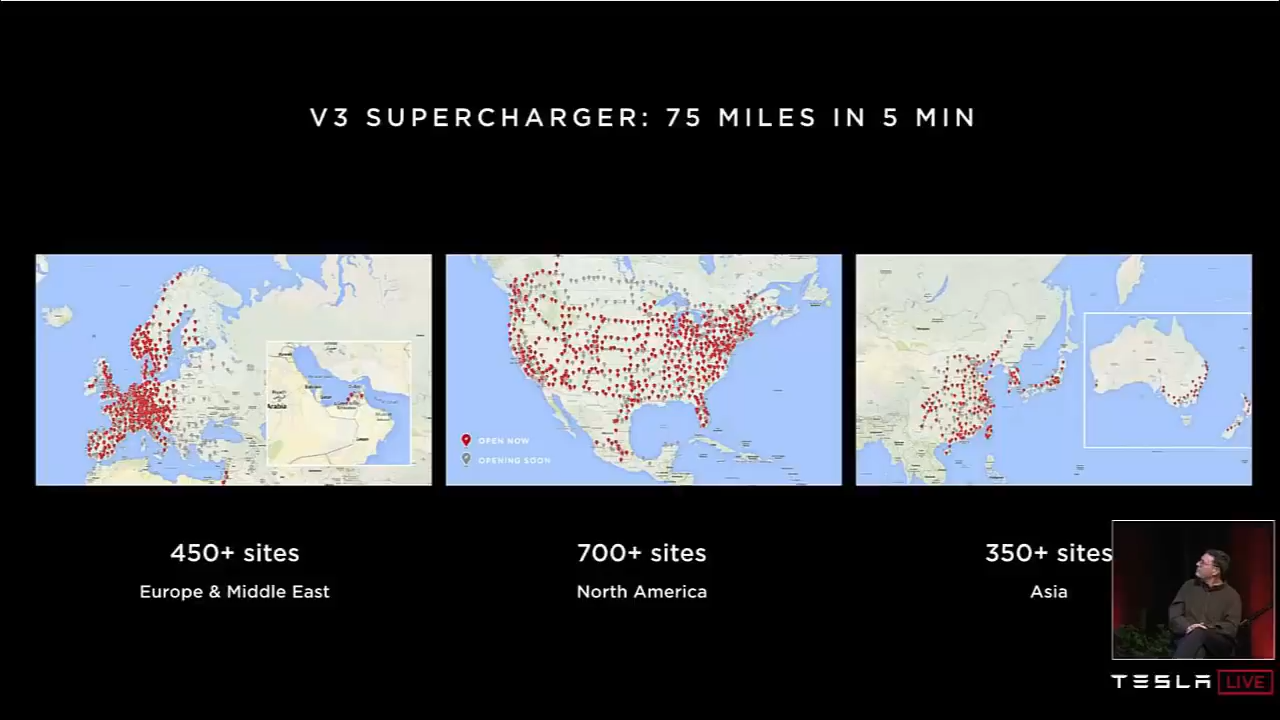 V3 SUPERCHARGER: 75 MILES IN 5 MIN
OPEN NOW
OPENING SOON
450+ sites
Europe & Middle East
700+ sites
North America
350+ sites
Asia
TESLA LIVE